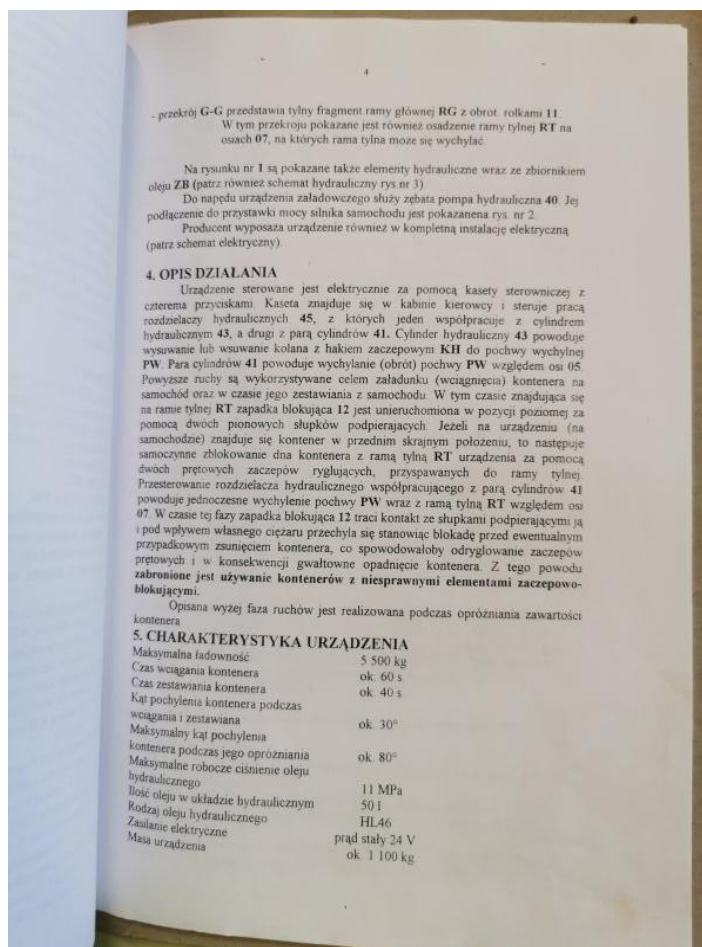 4
- przekrój G-G przedstawia tylny fragment ramy głównej RG z obrot. rolkami 11.
W tym przekroju pokazane jest również osadzenie ramy tylnej RT na
osiach 07, na których rama tylna może się wychylać.
Na rysunku nr 1 są pokazane także elementy hydrauliczne wraz ze zbiornikiem
oleju ZB (patrz również schemat hydrauliczny rys nr 3)
Do napędu urządzenia załadowczego służy zębata pompa hydrauliczna 40. Jej
podłączenie do przystawki mocy silnika samochodu jest pokazanena rys. nr 2
Producent wyposaża urządzenie również w kompletną instalację elektryczną
(patrz schemat elektryczny).
4. OPIS DZIAŁANIA
Urządzenie sterowane jest elektrycznie za pomocą kasety sterowniczej z
czterema przyciskami. Kaseta znajduje się w kabinie kierowcy i steruje pracą
rozdzielaczy hydraulicznych 45, z których jeden współpracuje z cylindrem
hydraulicznym 43, a drugi z parą cylindrów 41. Cylinder hydrauliczny 43 powoduje
wysuwanie lub wsuwanie kolana z hakiem zaczepowym KH do pochwy wychylnej
PW. Para cylindrów 41 powoduje wychylanie (obrót) pochwy PW względem osi 05.
Powyższe ruchy są wykorzystywane celem załadunku (wciągnięcia) kontenera na
samochód oraz w czasie jego zestawiania z samochodu. W tym czasie znajdująca się
na ramie tylnej RT zapadka blokująca 12 jest unieruchomiona w pozycji poziomej za
pomocą dwóch pionowych słupków podpierajacych. Jeżeli na urządzeniu (na
samochodzie) znajduje się kontener w przednim skrajnym położeniu, to następuje
samoczynne zblokowanie dna kontenera z ramą tylną RT urządzenia za pomocą
dwóch prętowych zaczepów ryglujących, przyspawanych do ramy tylnej.
Przesterowanie rozdzielacza hydraulicznego współpracującego z parą cylindrów 41
powoduje jednoczesne wychylenie pochwy PW wraz z ramą tylną RT względem osi
07. W czasie tej fazy zapadka blokująca 12 traci kontakt ze słupkami podpierającymi ją
i pod wpływem własnego ciężaru przechyla się stanowiąc blokadę przed ewentualnym
przypadkowym zsunięciem kontenera, co spowodowałoby odryglowanie zaczepów
prętowych i w konsekwencji gwałtowne opadnięcie kontenera. Z tego powodu
zabronione jest używanie kontenerów z niesprawnymi elementami zaczepowo-
blokującymi.
Opisana wyżej faza ruchów jest realizowana podczas opróżniania zawartości
kontenera
5. CHARAKTERYSTYKA URZĄDZENIA
Maksymalna ładowność 5 500 kg
Czas wciągania kontenera ok. 60 s
Czas zestawiania kontenera ok. 40 s
Kąt pochylenia kontenera podczas
wciągania i zestawiana ok. 30°
Maksymalny kąt pochylenia
kontenera podczas jego opróżniania ok. 80°
Maksymalne robocze ciśnienie oleju
hydraulicznego 11 MPa
Ilość oleju w układzie hydraulicznym 50 l
Rodzaj oleju hydraulicznego HL46
Zasilanie elektryczne prąd stały 24 V
Masa urządzenia ok. 1 100 kg